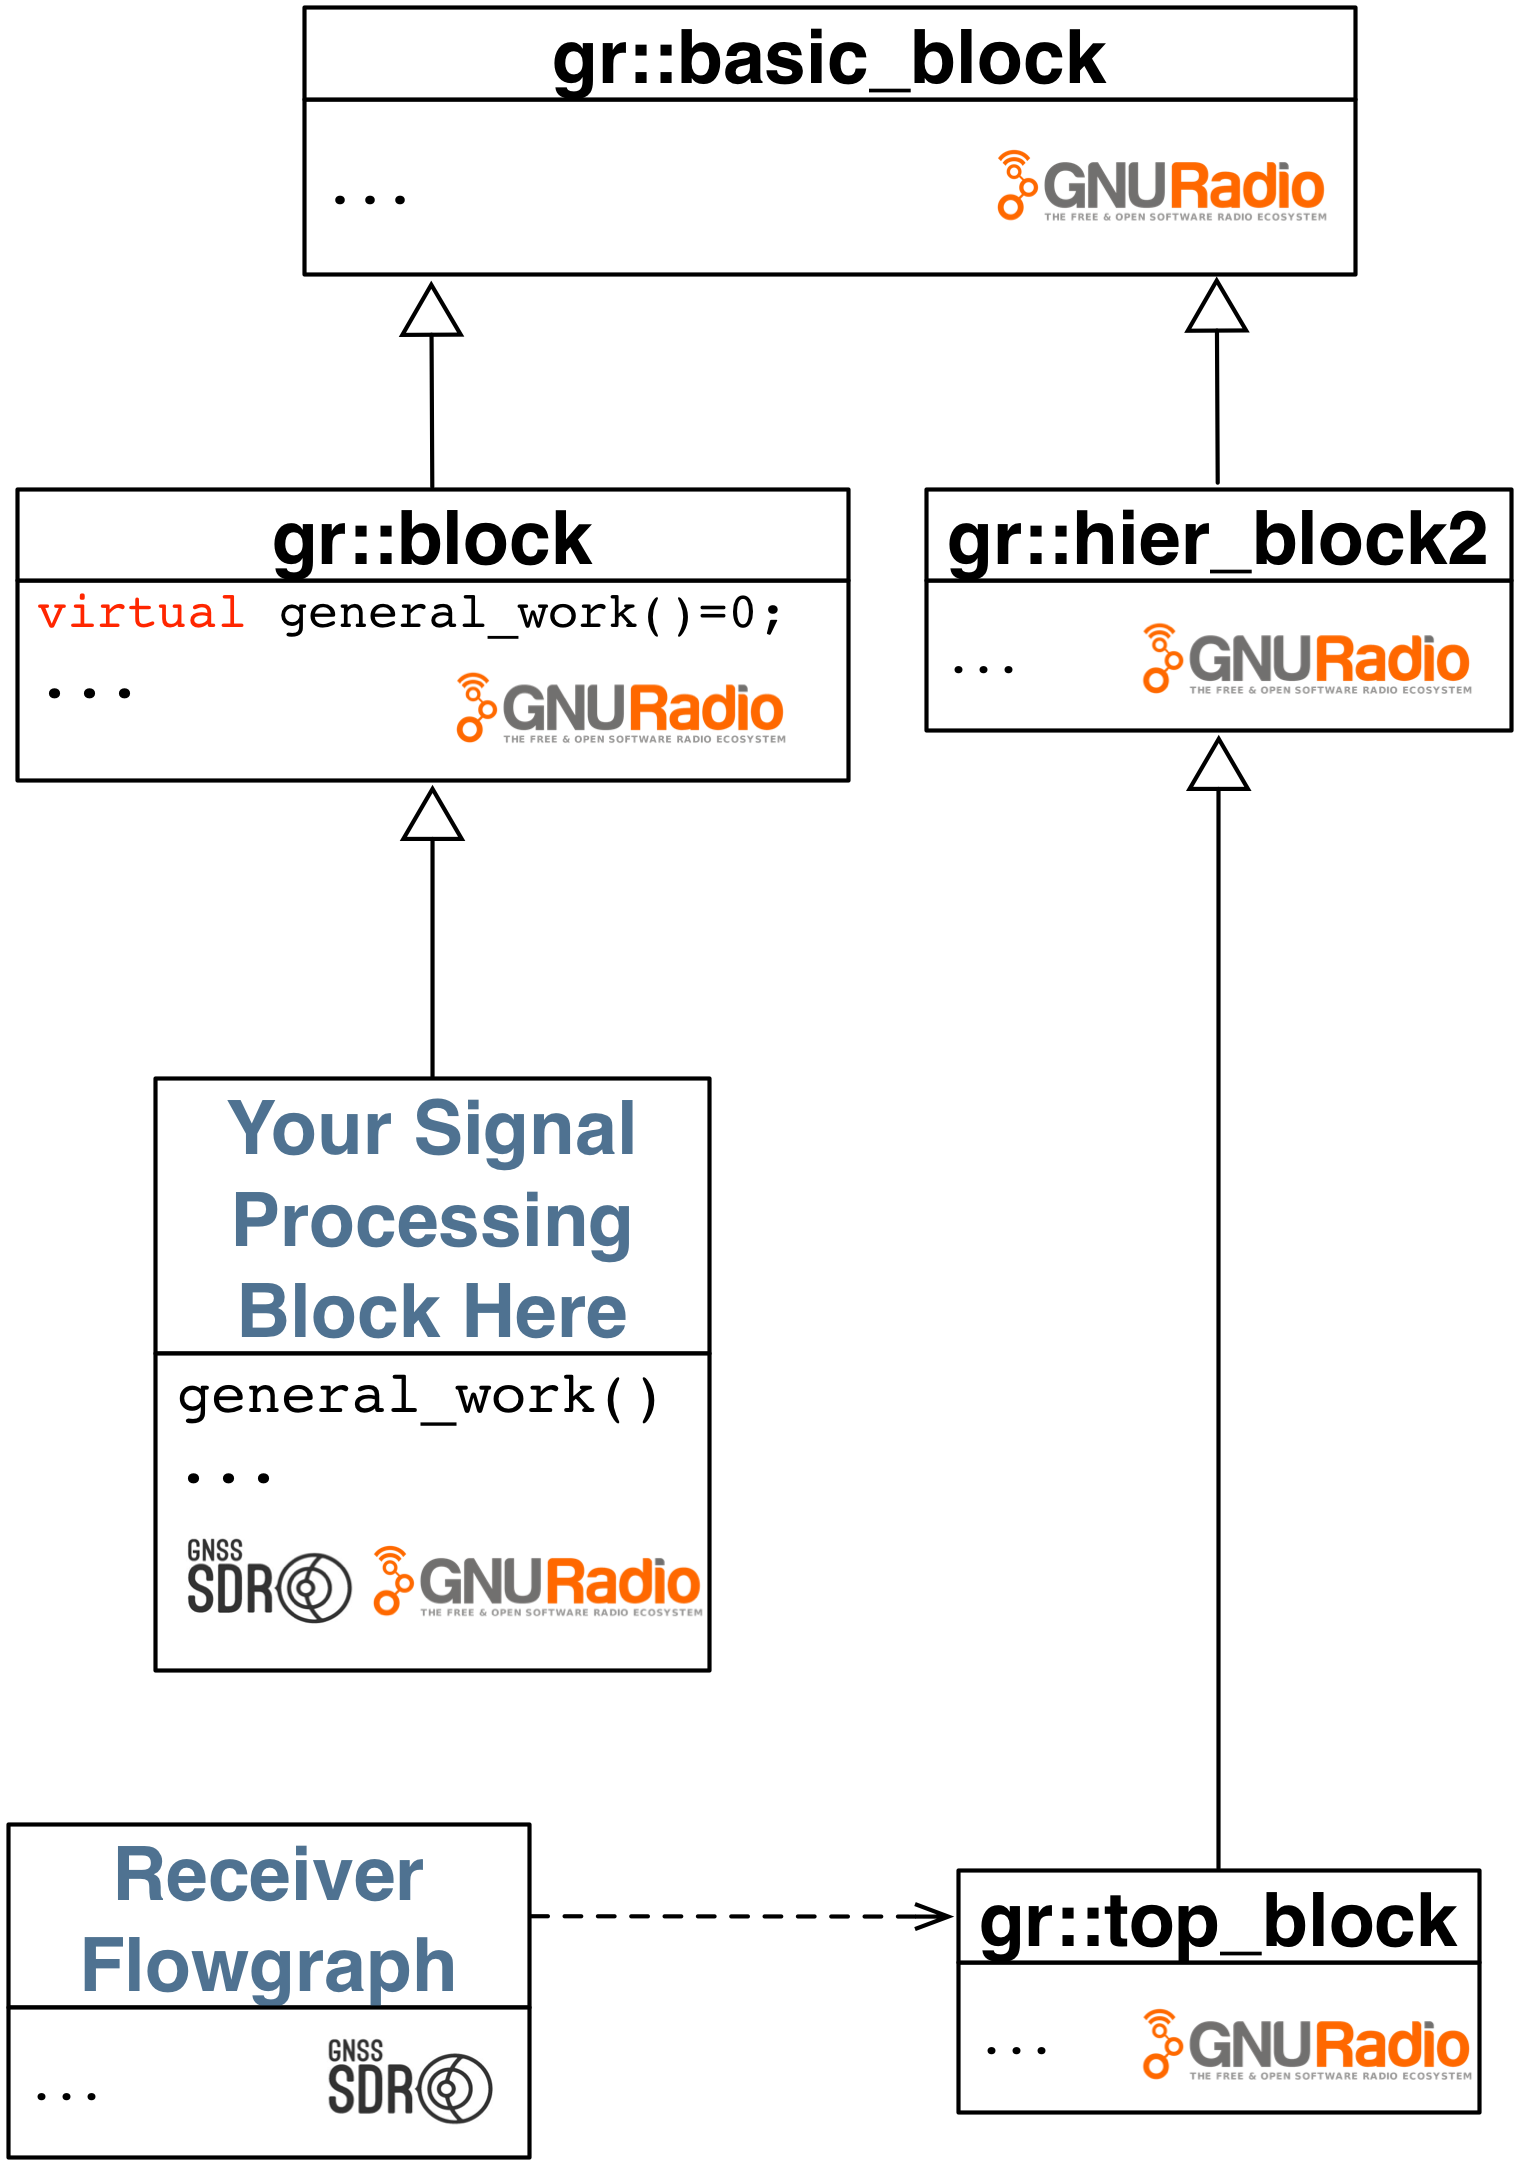 gr::basic_block
...
GNURadio
THE FREE & OPEN SOFTWARE RADIO ECOSYSTEM
gr::block
virtual general_work()=0;
...
GNURadio
THE FREE & OPEN SOFTWARE RADIO ECOSYSTEM
gr::hier_block2
...
GNURadio
THE FREE & OPEN SOFTWARE RADIO ECOSYSTEM
Your Signal
Processing
Block Here
general_work()
...
GNSS
SDR
GNURadio
THE FREE & OPEN SOFTWARE RADIO ECOSYSTEM
Receiver
Flowgraph
...
GNSS
SDR
gr::top_block
...
GNURadio
THE FREE & OPEN SOFTWARE RADIO ECOSYSTEM